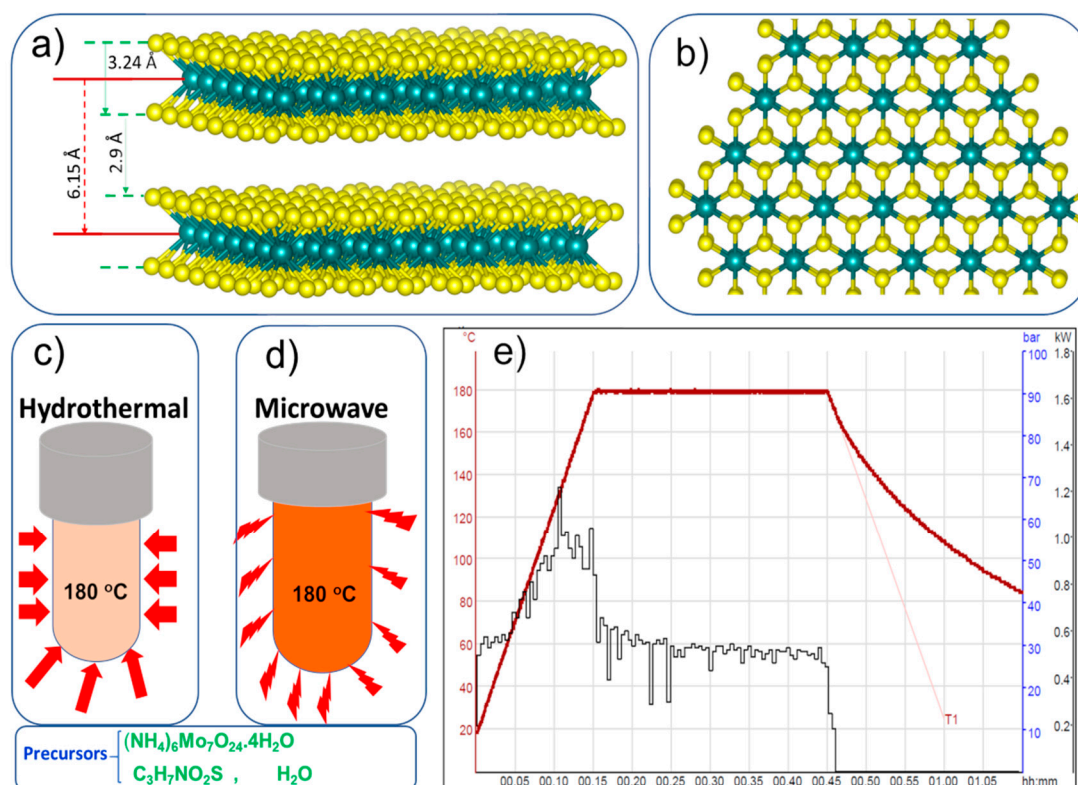 a)
3.24 Å
2.9 Å
6.15 Å
b)
c)
Hydrothermal
180 °C
d)
Microwave
180 °C
Precursors
(NH4)6Mo7O24.4H2O
C3H7NO2S , H2O
e)
°C
180
160
140
120
100
80
60
40
20
bar
100
90
80
70
60
50
40
30
20
10
kW
1.8
1.6
1.4
1.2
1.0
0.8
0.6
0.4
0.2
T1
00.05 00.10 00.15 00.20 00.25 00.30 00.35 00.40 00.45 00.50 00.55 01.00 01.05 hh:mm